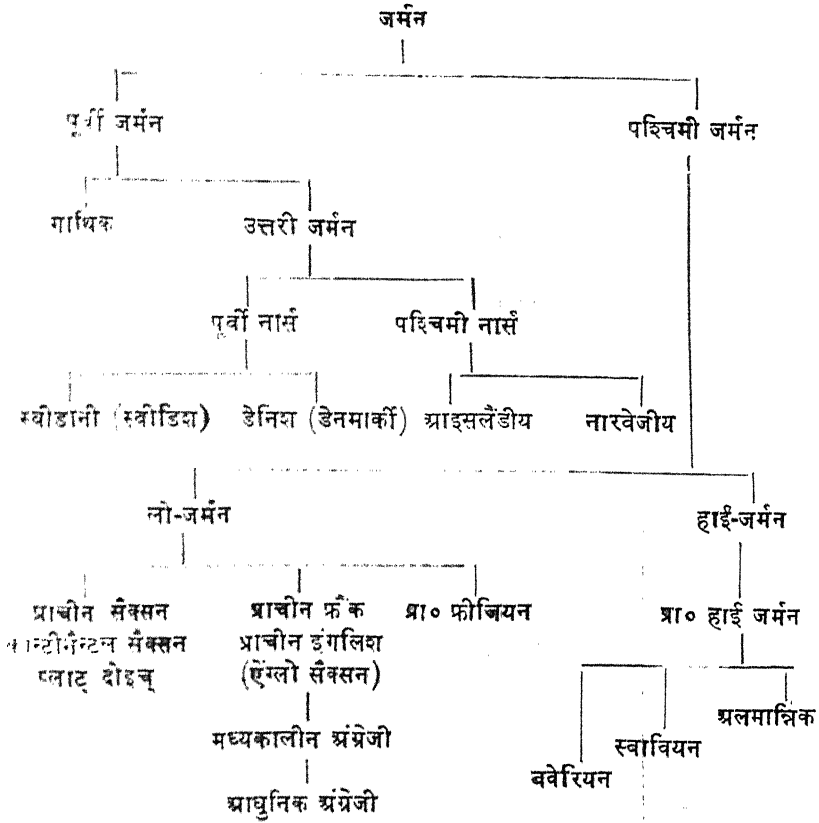 जर्मन
पूर्वी जर्मन पश्चिमी जर्मन
गाथिक उत्तरी जर्मन
पूर्वी नार्स पश्चिमी नार्स
स्वीडानी (स्वीडिश) डेनिश (डेनमार्की) आइसलैंडीय नारवेजीय
लो-जर्मन हाई-जर्मन
प्राचीन सैक्सन प्राचीन फ्रैंक प्रा० फ्रीजियन प्रा० हाई जर्मन
कान्टीनैन्टल सैक्सन प्राचीन इंगलिश
प्लाट् दोइच् (ऐंग्लो सैक्सन)
अलमान्निक
मध्यकालीन अंग्रेजी स्वावियन
बवेरियन
आधुनिक अंग्रेजी